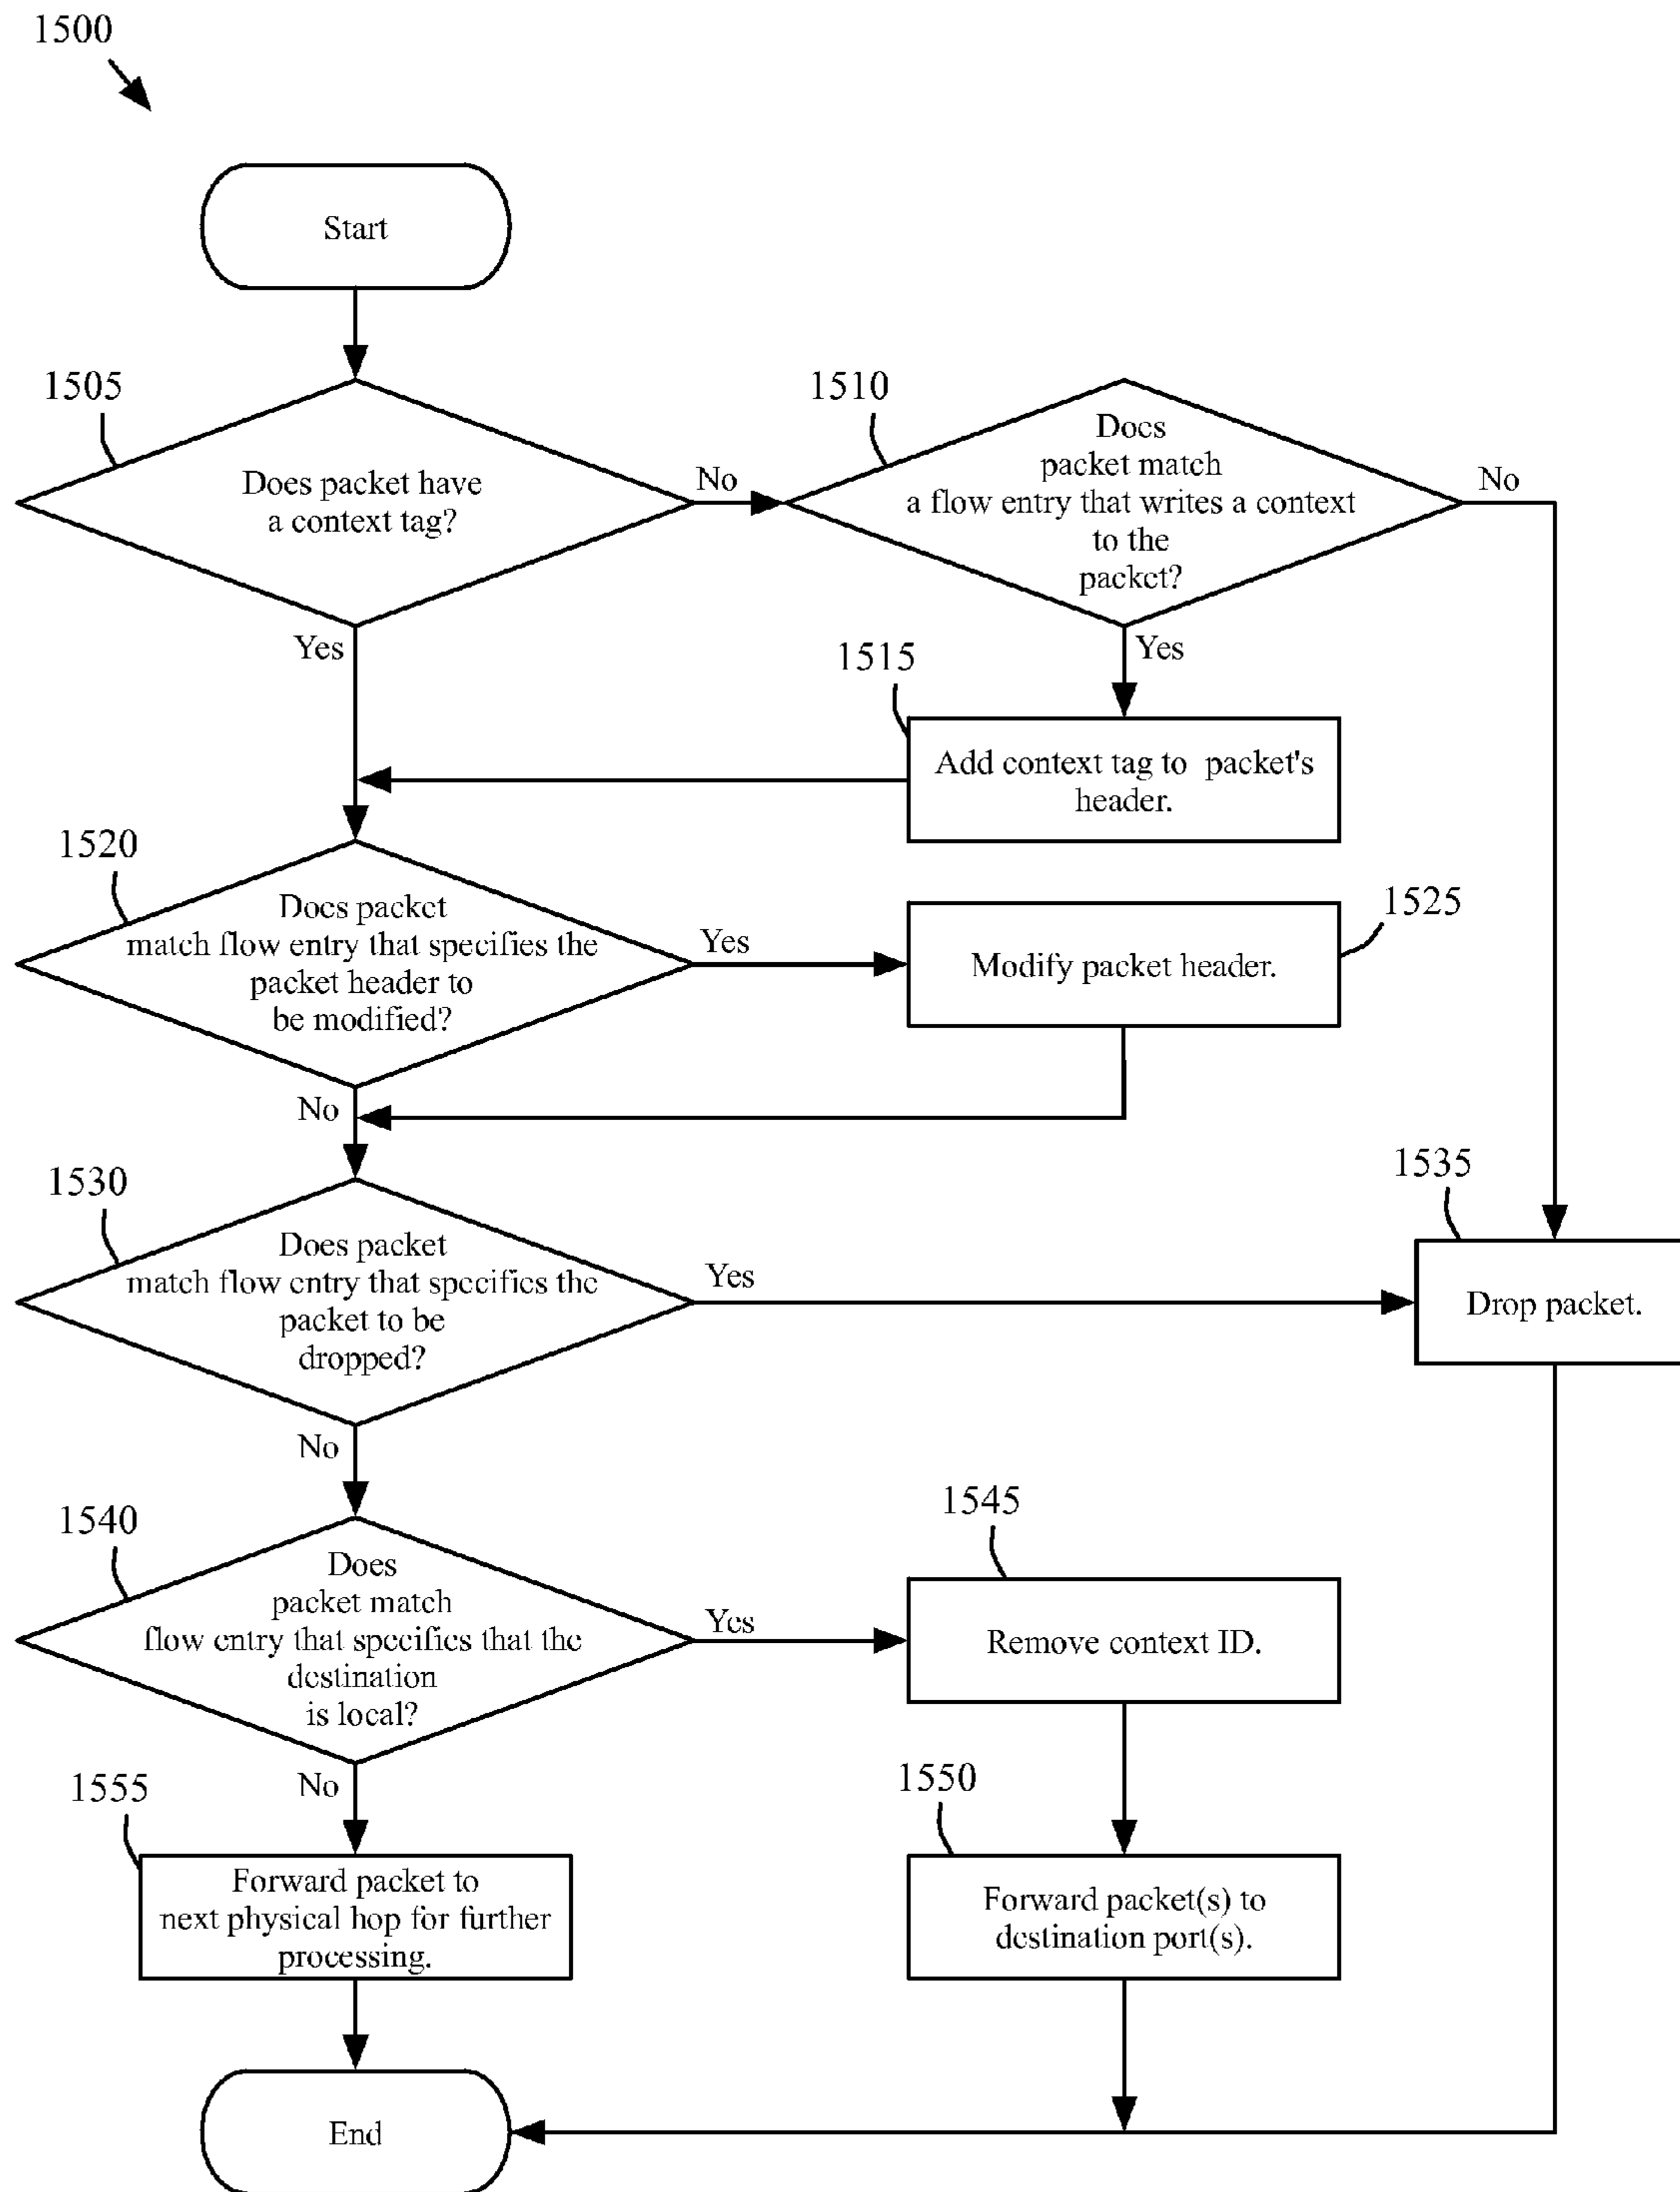 1500
Start
1505
Does packet have
a context tag?
No
1510
Does
packet match
a flow entry that writes a context
to the
packet?
No
Yes
Yes
1515
Add context tag to packet's
header.
1520
Does packet
match flow entry that specifies the
packet header to
be modified?
Yes
1525
Modify packet header.
No
1530
Does packet
match flow entry that specifies the
packet to be
dropped?
Yes
1535
Drop packet.
No
1540
Does
packet match
flow entry that specifies that the
destination
is local?
Yes
1545
Remove context ID.
No
1555
Forward packet to
next physical hop for further
processing.
1550
Forward packet(s) to
destination port(s).
End